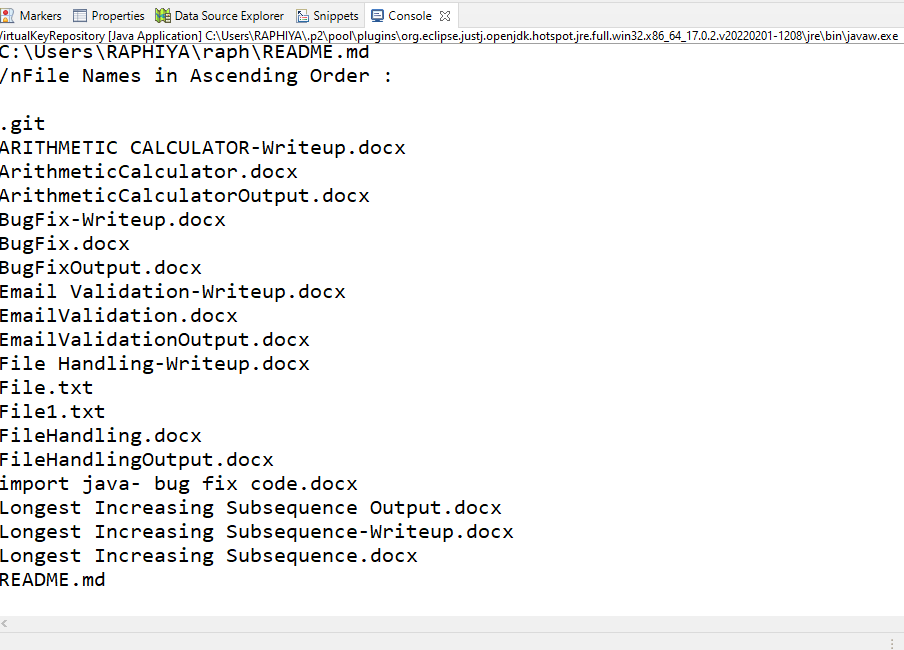 Markers Properties Data Source Explorer Snippets Console
VirtualKeyRepository [Java Application] C:\Users\RAPHIYA\.p2\pool\plugins\org.eclipse.justj.openjdk.hotspot.jre.full.win32.x86_64_17.0.2.v20220201-1208\jre\bin\javaw.exe
C:\Users\RAPHIYA\raph\README.md
/nFile Names in Ascending Order :
.git
ARITHMETIC CALCULATOR-Writeup.docx
ArithmeticCalculator.docx
ArithmeticCalculatorOutput.docx
BugFix-Writeup.docx
BugFix.docx
BugFixOutput.docx
Email Validation-Writeup.docx
EmailValidation.docx
EmailValidationOutput.docx
File Handling-Writeup.docx
File.txt
File1.txt
FileHandling.docx
FileHandlingOutput.docx
import java- bug fix code.docx
Longest Increasing Subsequence Output.docx
Longest Increasing Subsequence-Writeup.docx
Longest Increasing Subsequence.docx
README.md